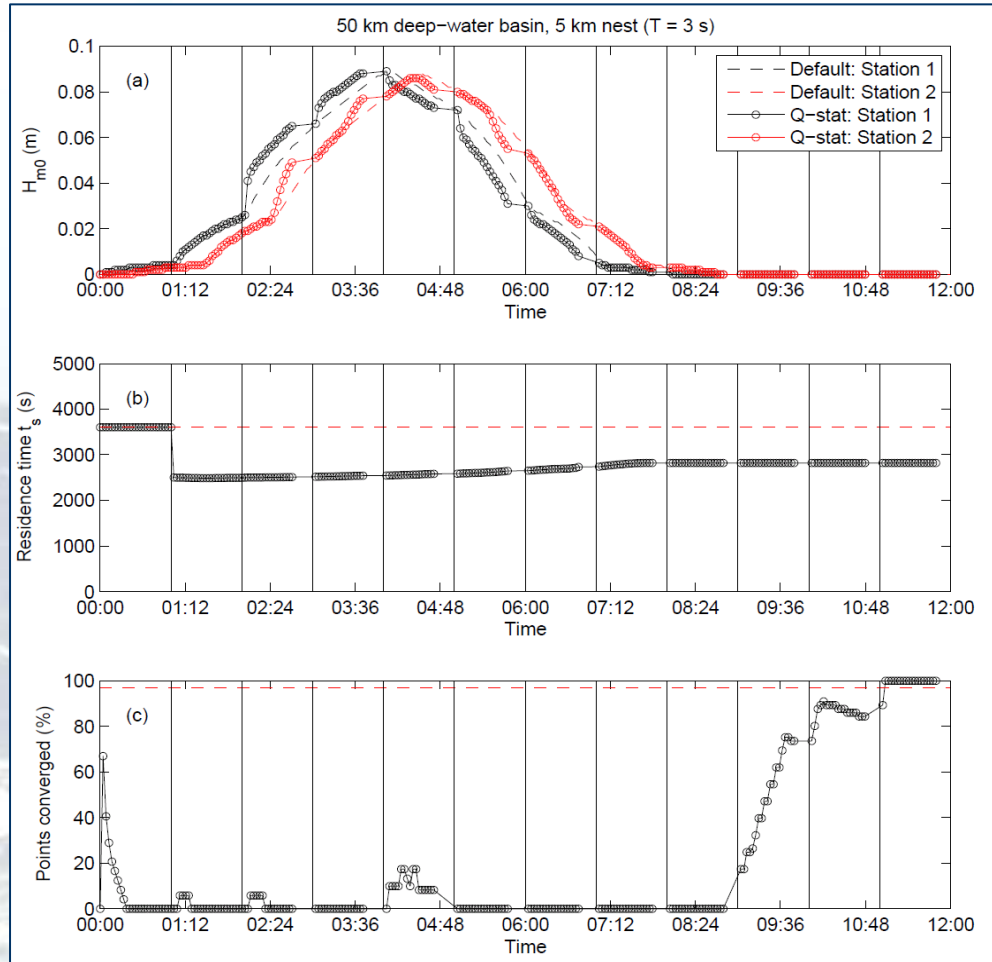 50 km deep−water basin, 5 km nest (T = 3 s)
0.1
0.08
0.06
0.04
0.02
0
H_m0 (m)
(a)
Default: Station 1
Default: Station 2
Q−stat: Station 1
Q−stat: Station 2
00:00 01:12 02:24 03:36 04:48 06:00 07:12 08:24 09:36 10:48 12:00
Time
5000
4000
3000
2000
1000
0
Residence time t_s (s)
(b)
00:00 01:12 02:24 03:36 04:48 06:00 07:12 08:24 09:36 10:48 12:00
Time
100
80
60
40
20
0
Points converged (%)
(c)
00:00 01:12 02:24 03:36 04:48 06:00 07:12 08:24 09:36 10:48 12:00
Time